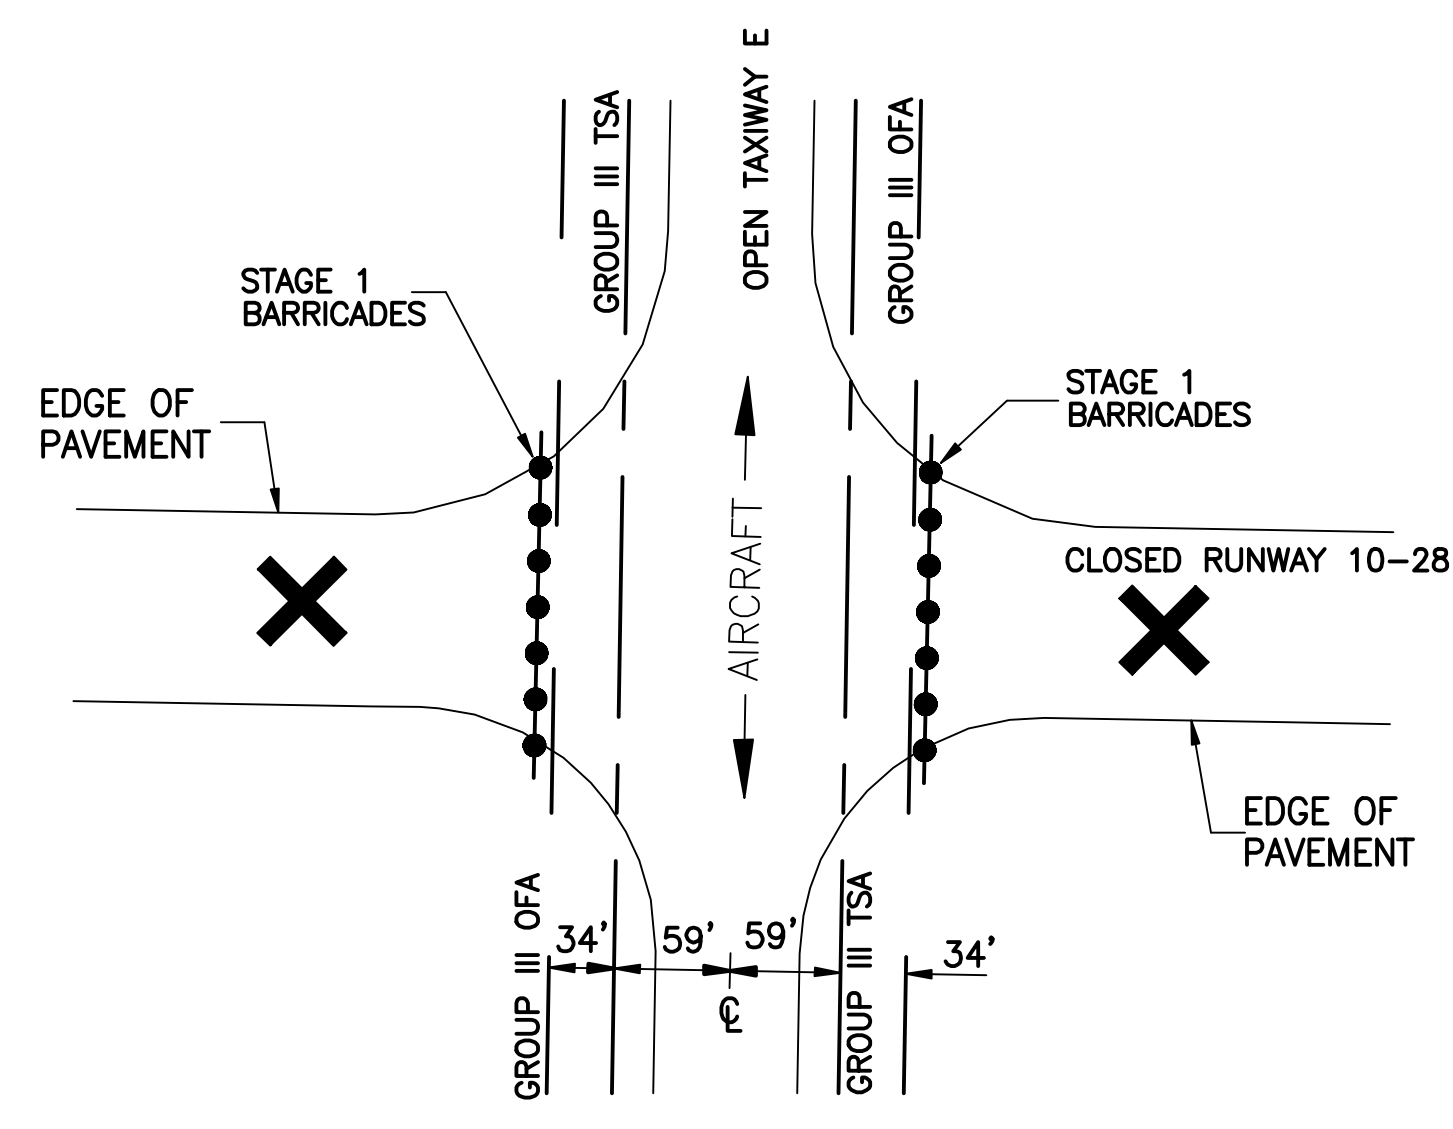 OPEN TAXIWAY E
GROUP III TSA
GROUP III OFA
STAGE 1
BARRICADES
STAGE 1
BARRICADES
EDGE OF
PAVEMENT
AIRCRAFT
CLOSED RUNWAY 10-28
EDGE OF
PAVEMENT
GROUP III OFA
34'
59'
59'
GROUP III TSA
34'
℄